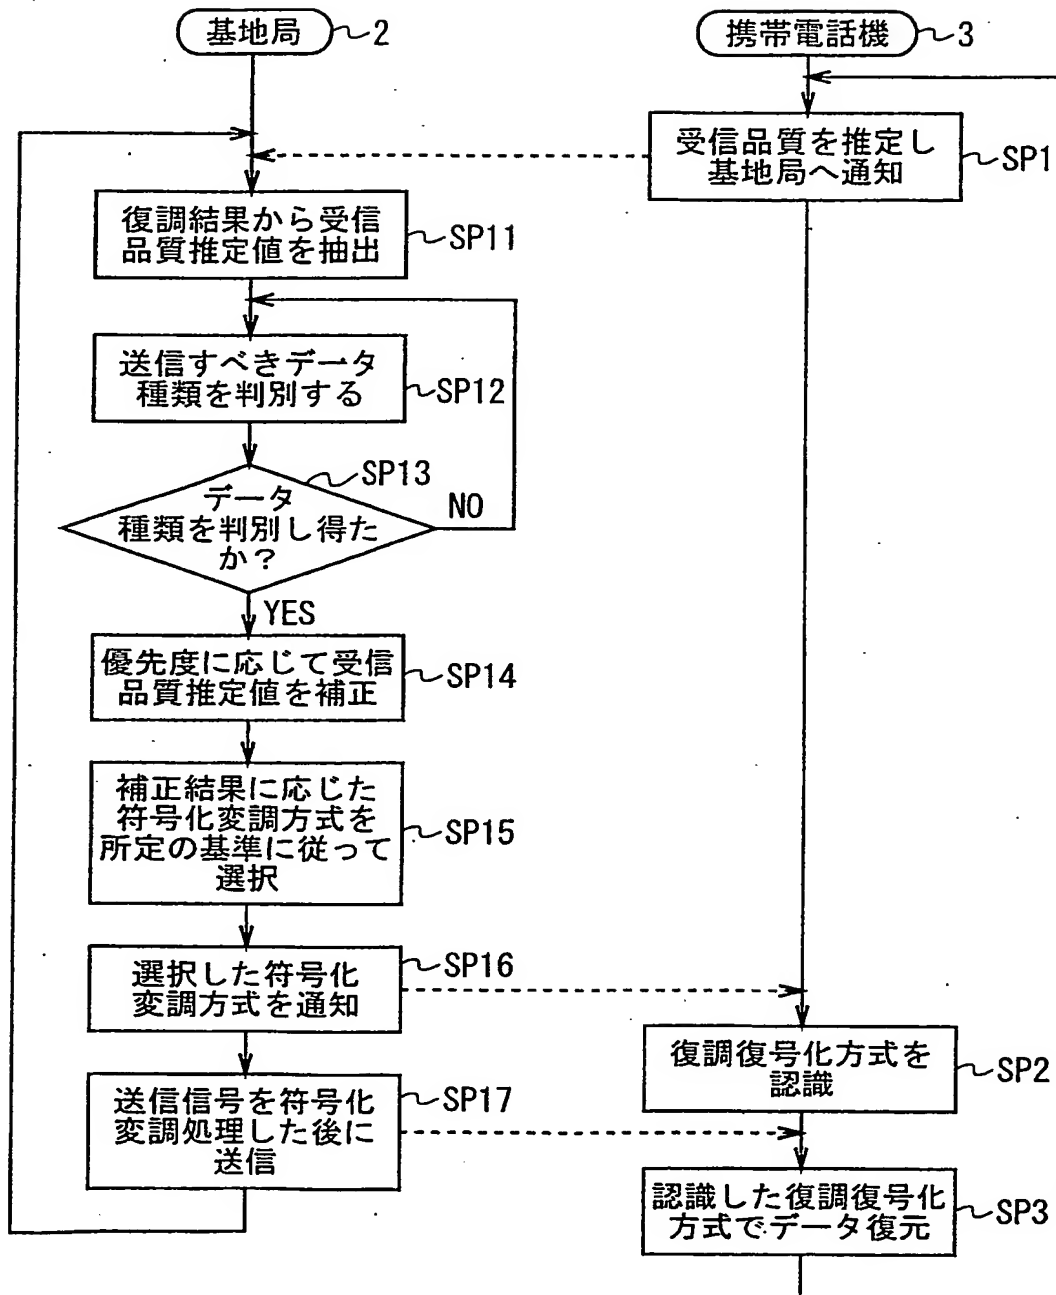 基地局
2
携帯電話機
3
受信品質を推定し
基地局へ通知
SP1
復調結果から受信
品質推定値を抽出
SP11
送信すべきデータ
種類を判別する
SP12
SP13
データ
種類を判別し得た
か?
NO
YES
優先度に応じて受信
品質推定値を補正
SP14
補正結果に応じた
符号化変調方式を
所定の基準に従って
選択
SP15
選択した符号化
変調方式を通知
SP16
復調復号化方式を
認識
SP2
送信信号を符号化
変調処理した後に
送信
SP17
認識した復調復号化
方式でデータ復元
SP3